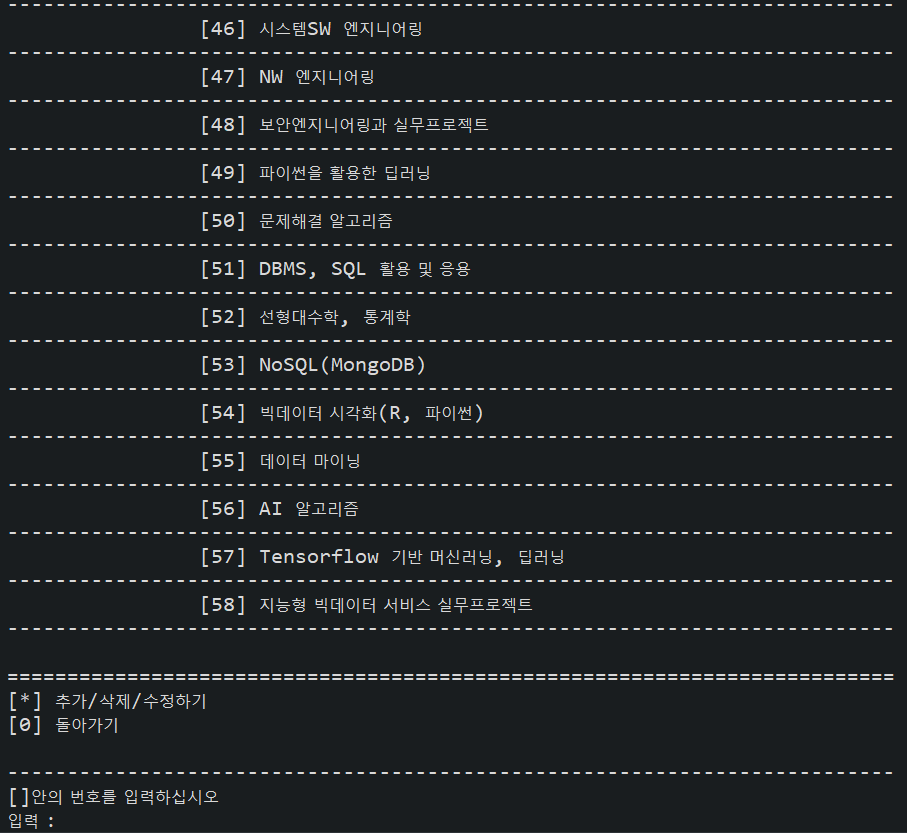 --------------------------------------------------------------------------
[46] 시스템SW 엔지니어링
--------------------------------------------------------------------------
[47] NW 엔지니어링
--------------------------------------------------------------------------
[48] 보안엔지니어링과 실무프로젝트
--------------------------------------------------------------------------
[49] 파이썬을 활용한 딥러닝
--------------------------------------------------------------------------
[50] 문제해결 알고리즘
--------------------------------------------------------------------------
[51] DBMS, SQL 활용 및 응용
--------------------------------------------------------------------------
[52] 선형대수학, 통계학
--------------------------------------------------------------------------
[53] NoSQL(MongoDB)
--------------------------------------------------------------------------
[54] 빅데이터 시각화(R, 파이썬)
--------------------------------------------------------------------------
[55] 데이터 마이닝
--------------------------------------------------------------------------
[56] AI 알고리즘
--------------------------------------------------------------------------
[57] Tensorflow 기반 머신러닝, 딥러닝
--------------------------------------------------------------------------
[58] 지능형 빅데이터 서비스 실무프로젝트
--------------------------------------------------------------------------
==========================================================================
[*] 추가/삭제/수정하기
[0] 돌아가기
--------------------------------------------------------------------------
[]안의 번호를 입력하십시오
입력 :